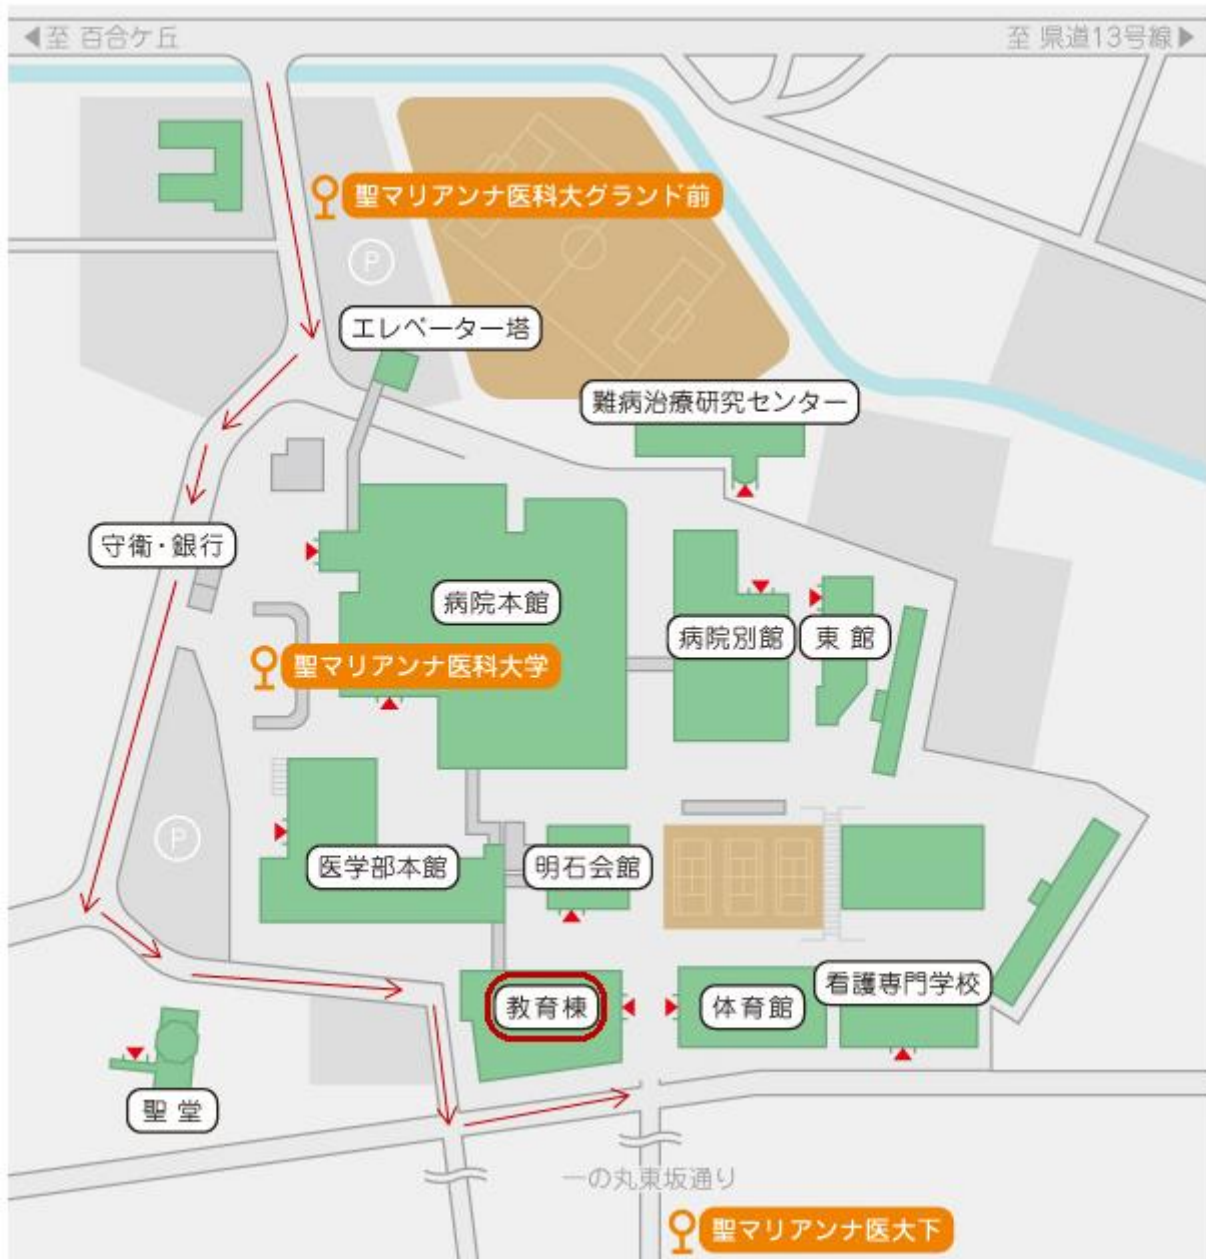 至 百合ケ丘
至 県道13号線
聖マリアンナ医科大グランド前
P
エレベーター塔
難病治療研究センター
守衛・銀行
病院本館
病院別館
東館
聖マリアンナ医科大学
P
医学部本館
明石会館
看護専門学校
教育棟
体育館
聖堂
一の丸東坂通り
聖マリアンナ医大下